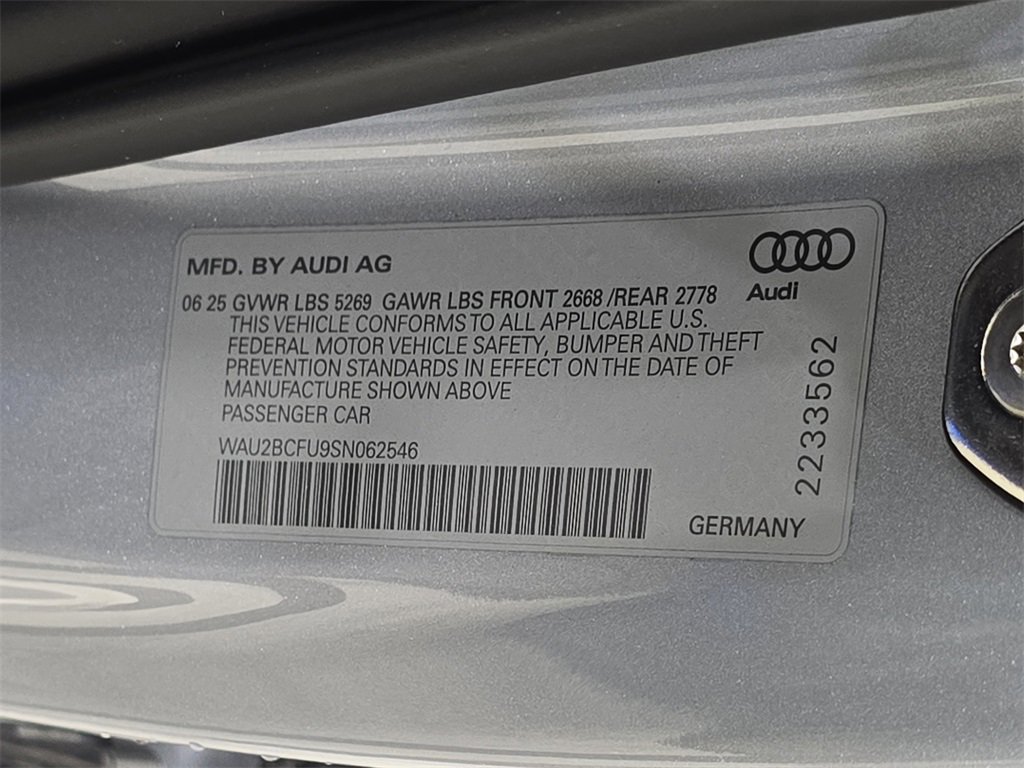 MFD. BY AUDI AG
Audi
06 25 GVWR LBS 5269 GAWR LBS FRONT 2668 /REAR 2778
THIS VEHICLE CONFORMS TO ALL APPLICABLE U.S.
FEDERAL MOTOR VEHICLE SAFETY, BUMPER AND THEFT
PREVENTION STANDARDS IN EFFECT ON THE DATE OF
MANUFACTURE SHOWN ABOVE
PASSENGER CAR
WAU2BCFU9SN062546
GERMANY
2233562